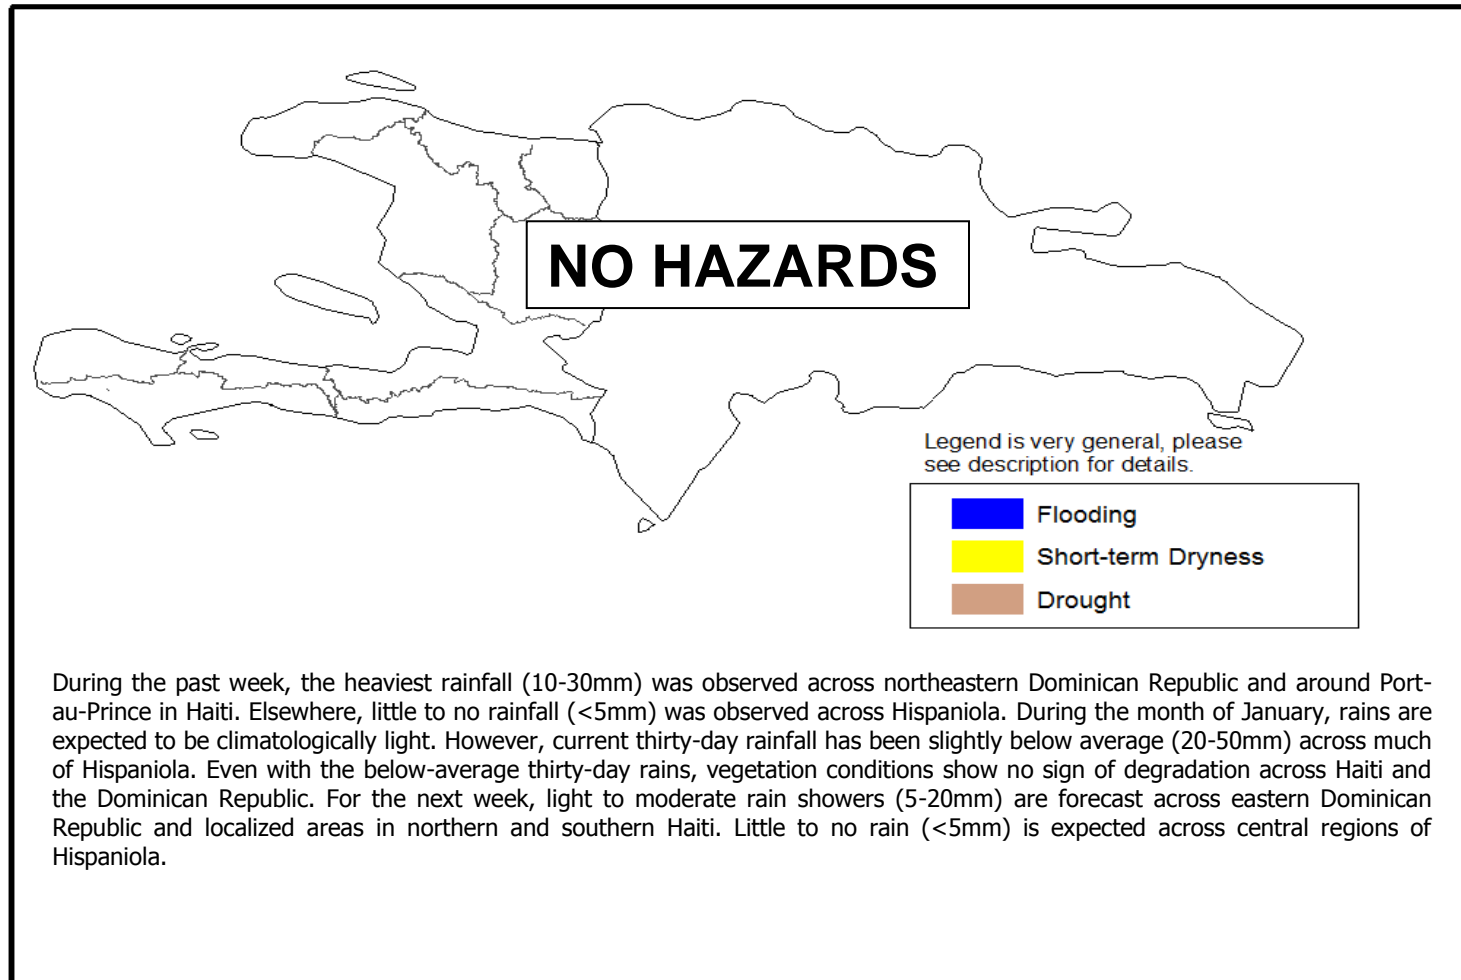 NO HAZARDS
Legend is very general, please
see description for details.
Flooding
Short-term Dryness
Drought
During the past week, the heaviest rainfall (10-30mm) was observed across northeastern Dominican Republic and around Port-
au-Prince in Haiti. Elsewhere, little to no rainfall (<5mm) was observed across Hispaniola. During the month of January, rains are
expected to be climatologically light. However, current thirty-day rainfall has been slightly below average (20-50mm) across much
of Hispaniola. Even with the below-average thirty-day rains, vegetation conditions show no sign of degradation across Haiti and
the Dominican Republic. For the next week, light to moderate rain showers (5-20mm) are forecast across eastern Dominican
Republic and localized areas in northern and southern Haiti. Little to no rain (<5mm) is expected across central regions of
Hispaniola.